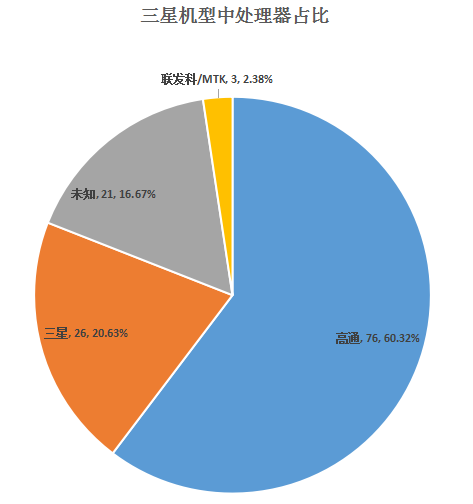 三星机型中处理器占比
联发科/MTK, 3, 2.38%
未知, 21, 16.67%
三星, 26, 20.63%
高通, 76, 60.32%